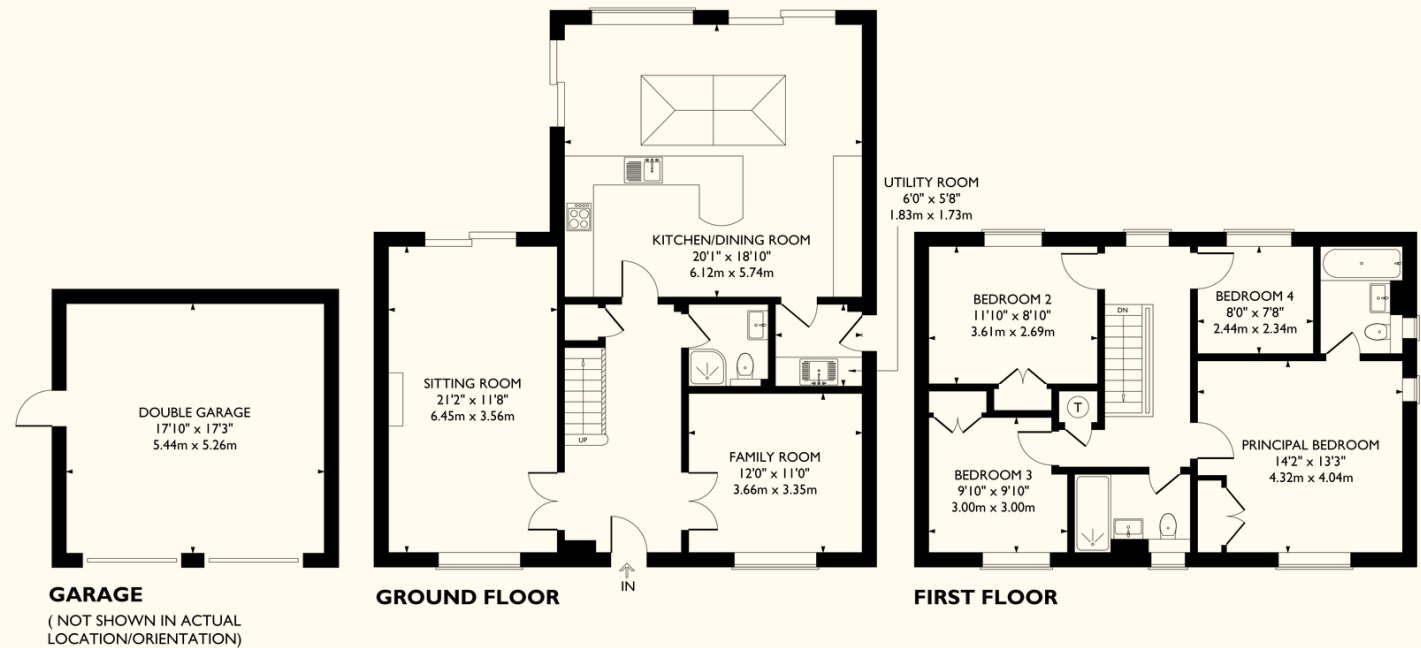 DOUBLE GARAGE
17'10" x 17'3"
5.44m x 5.26m
GARAGE
( NOT SHOWN IN ACTUAL
LOCATION/ORIENTATION)
KITCHEN/DINING ROOM
20'1" x 18'10"
6.12m x 5.74m
UTILITY ROOM
6'0" x 5'8"
1.83m x 1.73m
SITTING ROOM
21'2" x 11'8"
6.45m x 3.56m
UP
FAMILY ROOM
12'0" x 11'0"
3.66m x 3.35m
IN
GROUND FLOOR
BEDROOM 2
11'10" x 8'10"
3.61m x 2.69m
DN
BEDROOM 4
8'0" x 7'8"
2.44m x 2.34m
T
BEDROOM 3
9'10" x 9'10"
3.00m x 3.00m
PRINCIPAL BEDROOM
14'2" x 13'3"
4.32m x 4.04m
FIRST FLOOR